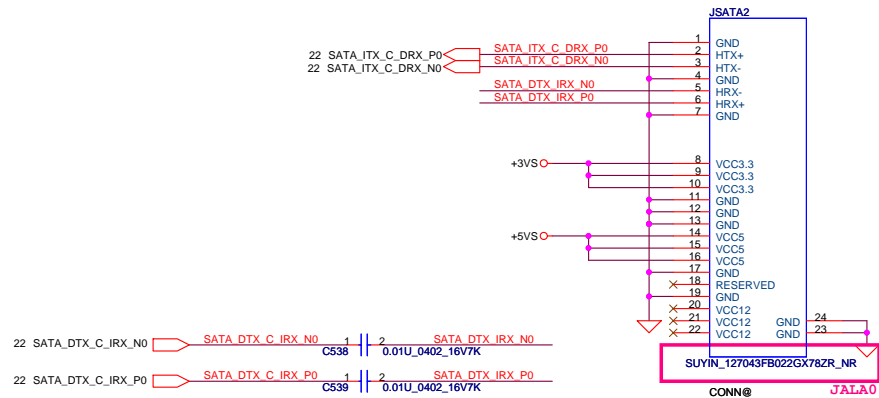 JSATA2
1 GND
22 SATA_ITX_C_DRX_P0 SATA_ITX_C_DRX_P0 2 HTX+
22 SATA_ITX_C_DRX_N0 SATA_ITX_C_DRX_N0 3 HTX-
4 GND
SATA_DTX_IRX_N0 5 HRX-
SATA_DTX_IRX_P0 6 HRX+
7 GND
+3VS 8 VCC3.3
9 VCC3.3
10 VCC3.3
11 GND
12 GND
13 GND
+5VS 14 VCC5
15 VCC5
16 VCC5
17 GND
18 RESERVED
19 GND
20 VCC12
21 VCC12 GND 24
22 VCC12 GND 23
22 SATA_DTX_C_IRX_N0 SATA_DTX_C_IRX_N0 1 2 SATA_DTX_IRX_N0
C538 0.01U_0402_16V7K
SUYIN_127043FB022GX78ZR_NR
22 SATA_DTX_C_IRX_P0 SATA_DTX_C_IRX_P0 1 2 SATA_DTX_IRX_P0
C539 0.01U_0402_16V7K
CONN@ JALA0